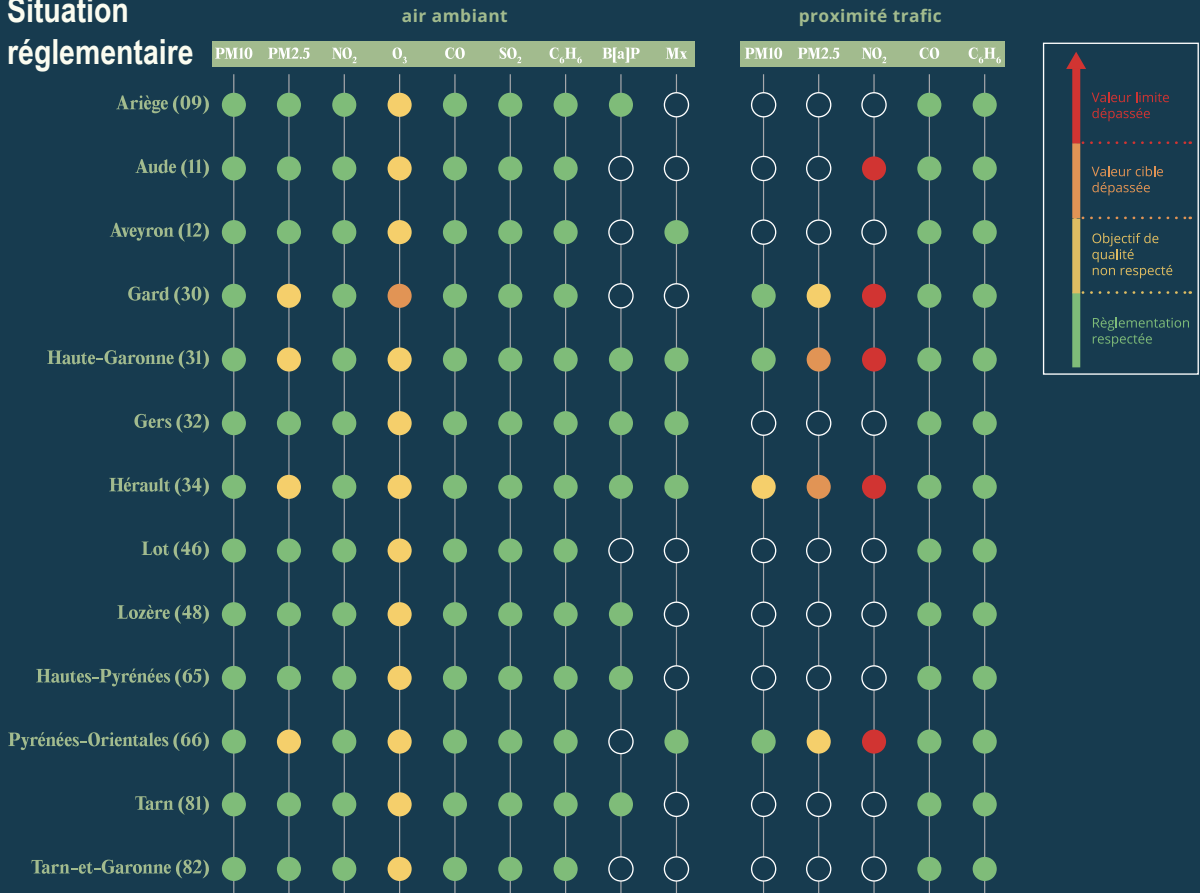 Situation
réglementaire
air ambiant
proximité trafic
PM10 PM2.5 NO₂ O₃ CO SO₂ C₆H₆ B[a]P Mx
PM10 PM2.5 NO₂ CO C₆H₆
Ariège (09)
Aude (11)
Aveyron (12)
Gard (30)
Haute-Garonne (31)
Gers (32)
Hérault (34)
Lot (46)
Lozère (48)
Hautes-Pyrénées (65)
Pyrénées-Orientales (66)
Tarn (81)
Tarn-et-Garonne (82)
Valeur limite
dépassée
Valeur cible
dépassée
Objectif de
qualité
non respecté
Règlementation
respectée